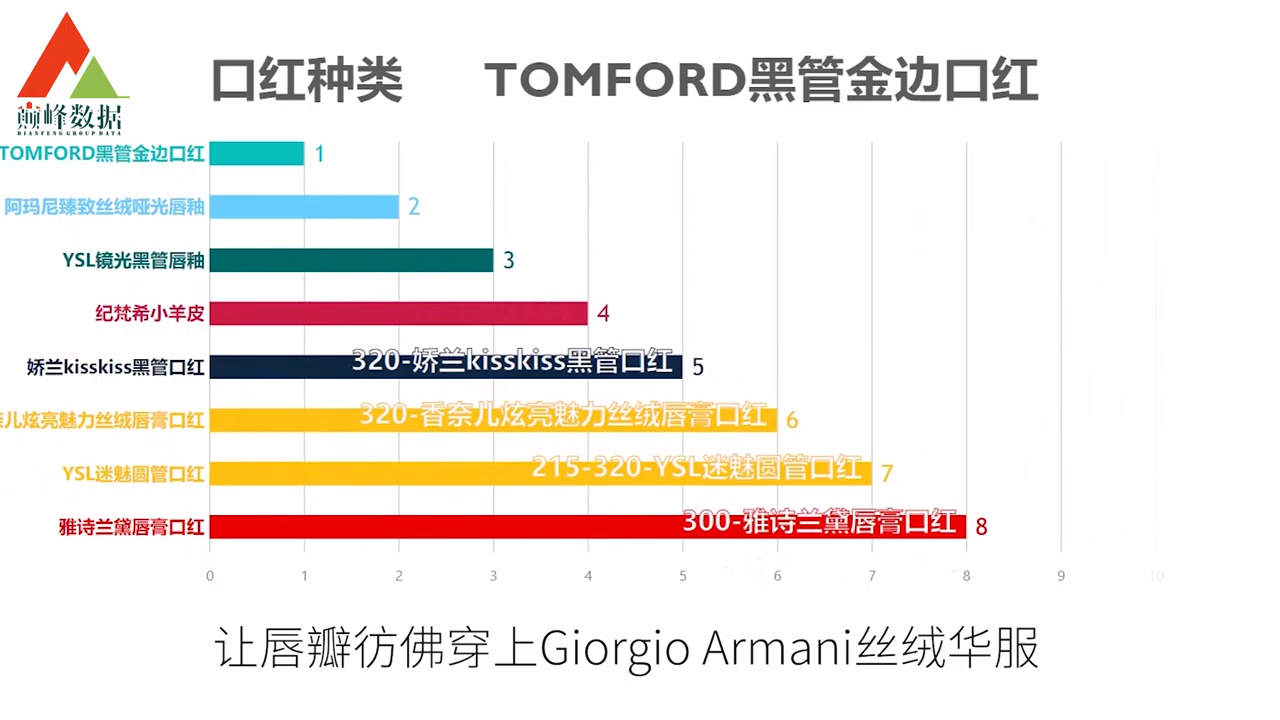 巅峰数据
DIANFENG GROUP DATA
口红种类 TOMFORD黑管金边口红
TOMFORD黑管金边口红 1
阿玛尼臻致丝绒哑光唇釉 2
YSL镜光黑管唇釉 3
纪梵希小羊皮 4
娇兰kisskiss黑管口红 320-娇兰kisskiss黑管口红 5
儿炫亮魅力丝绒唇膏口红 320-香奈儿炫亮魅力丝绒唇膏口红 6
YSL迷魅圆管口红 215-320-YSL迷魅圆管口红 7
雅诗兰黛唇膏口红 300-雅诗兰黛唇膏口红 8
0 1 2 3 4 5 6 7 8 9 10
让唇瓣彷佛穿上Giorgio Armani丝绒华服